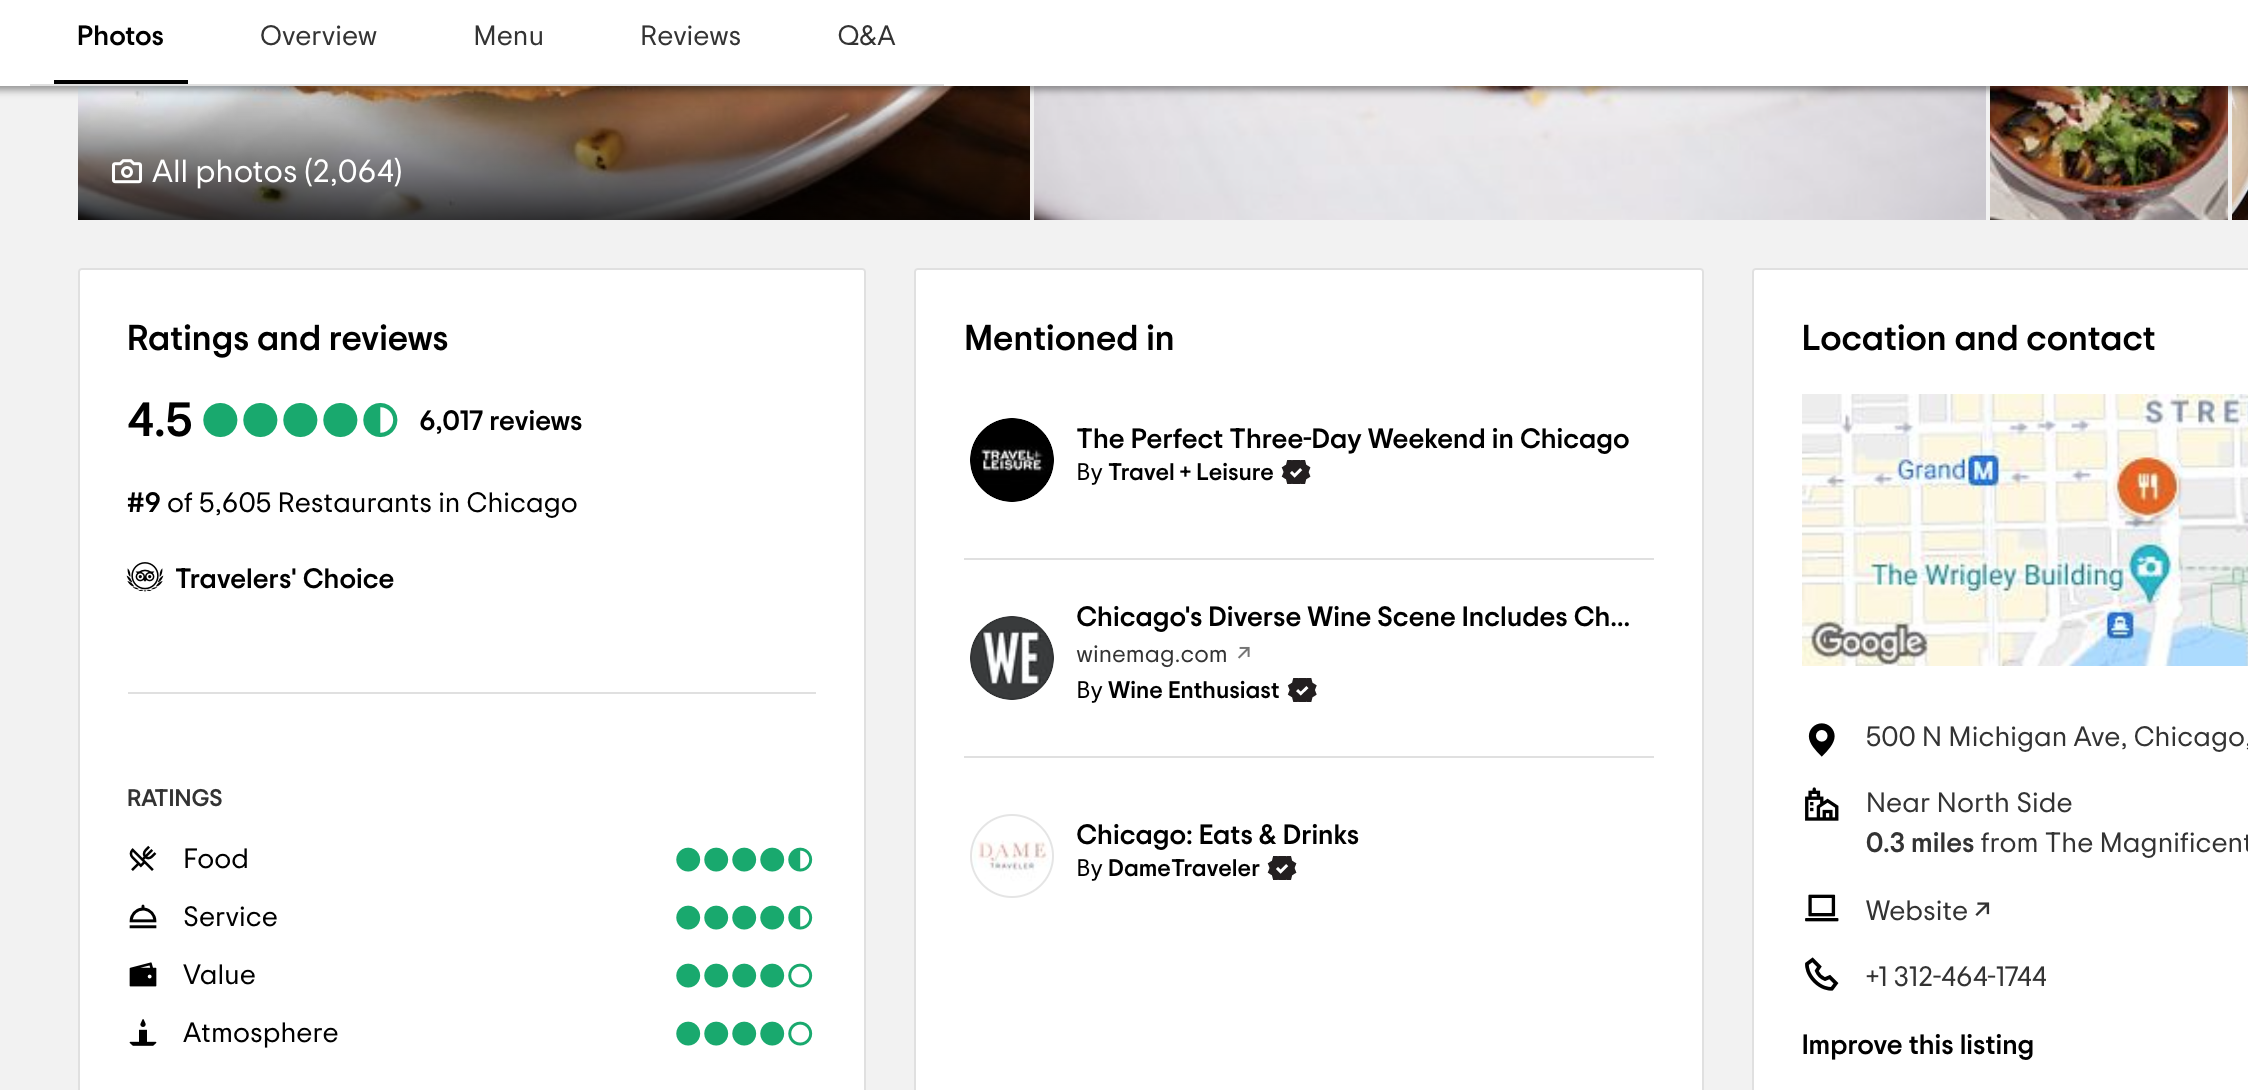 Photos Overview Menu Reviews Q&A
All photos (2,064)
Ratings and reviews
4.5 6,017 reviews
#9 of 5,605 Restaurants in Chicago
Travelers' Choice
RATINGS
Food
Service
Value
Atmosphere
Mentioned in
TRAVEL+
LEISURE
The Perfect Three-Day Weekend in Chicago
By Travel + Leisure
WE
Chicago's Diverse Wine Scene Includes Ch...
winemag.com
By Wine Enthusiast
DAME
TRAVELER
Chicago: Eats & Drinks
By DameTraveler
Location and contact
STRE
Grand M
The Wrigley Building
Google
500 N Michigan Ave, Chicago,
Near North Side
0.3 miles from The Magnificent
Website
+1 312-464-1744
Improve this listing